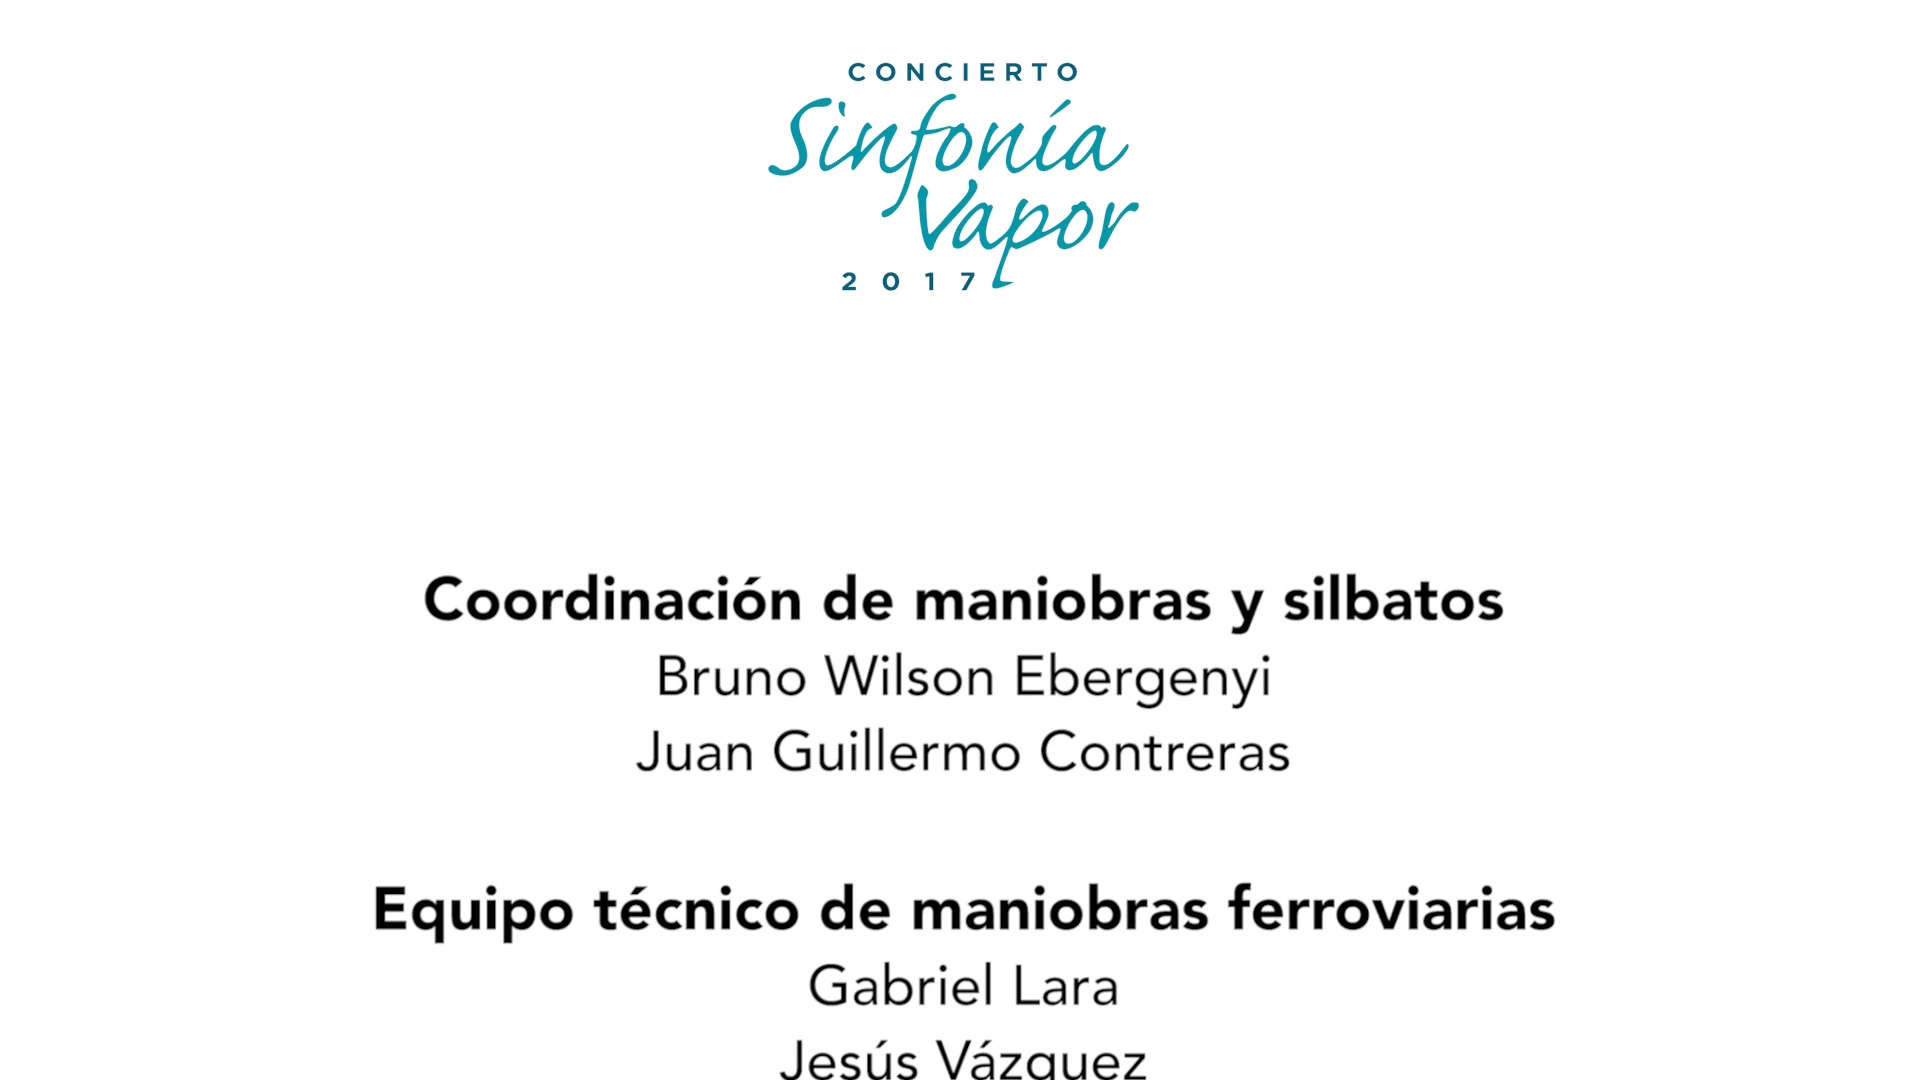 CONCIERTO
Sinfonía
Vapor
2017
Coordinación de maniobras y silbatos
Bruno Wilson Ebergenyi
Juan Guillermo Contreras
Equipo técnico de maniobras ferroviarias
Gabriel Lara
Jesús Vázquez